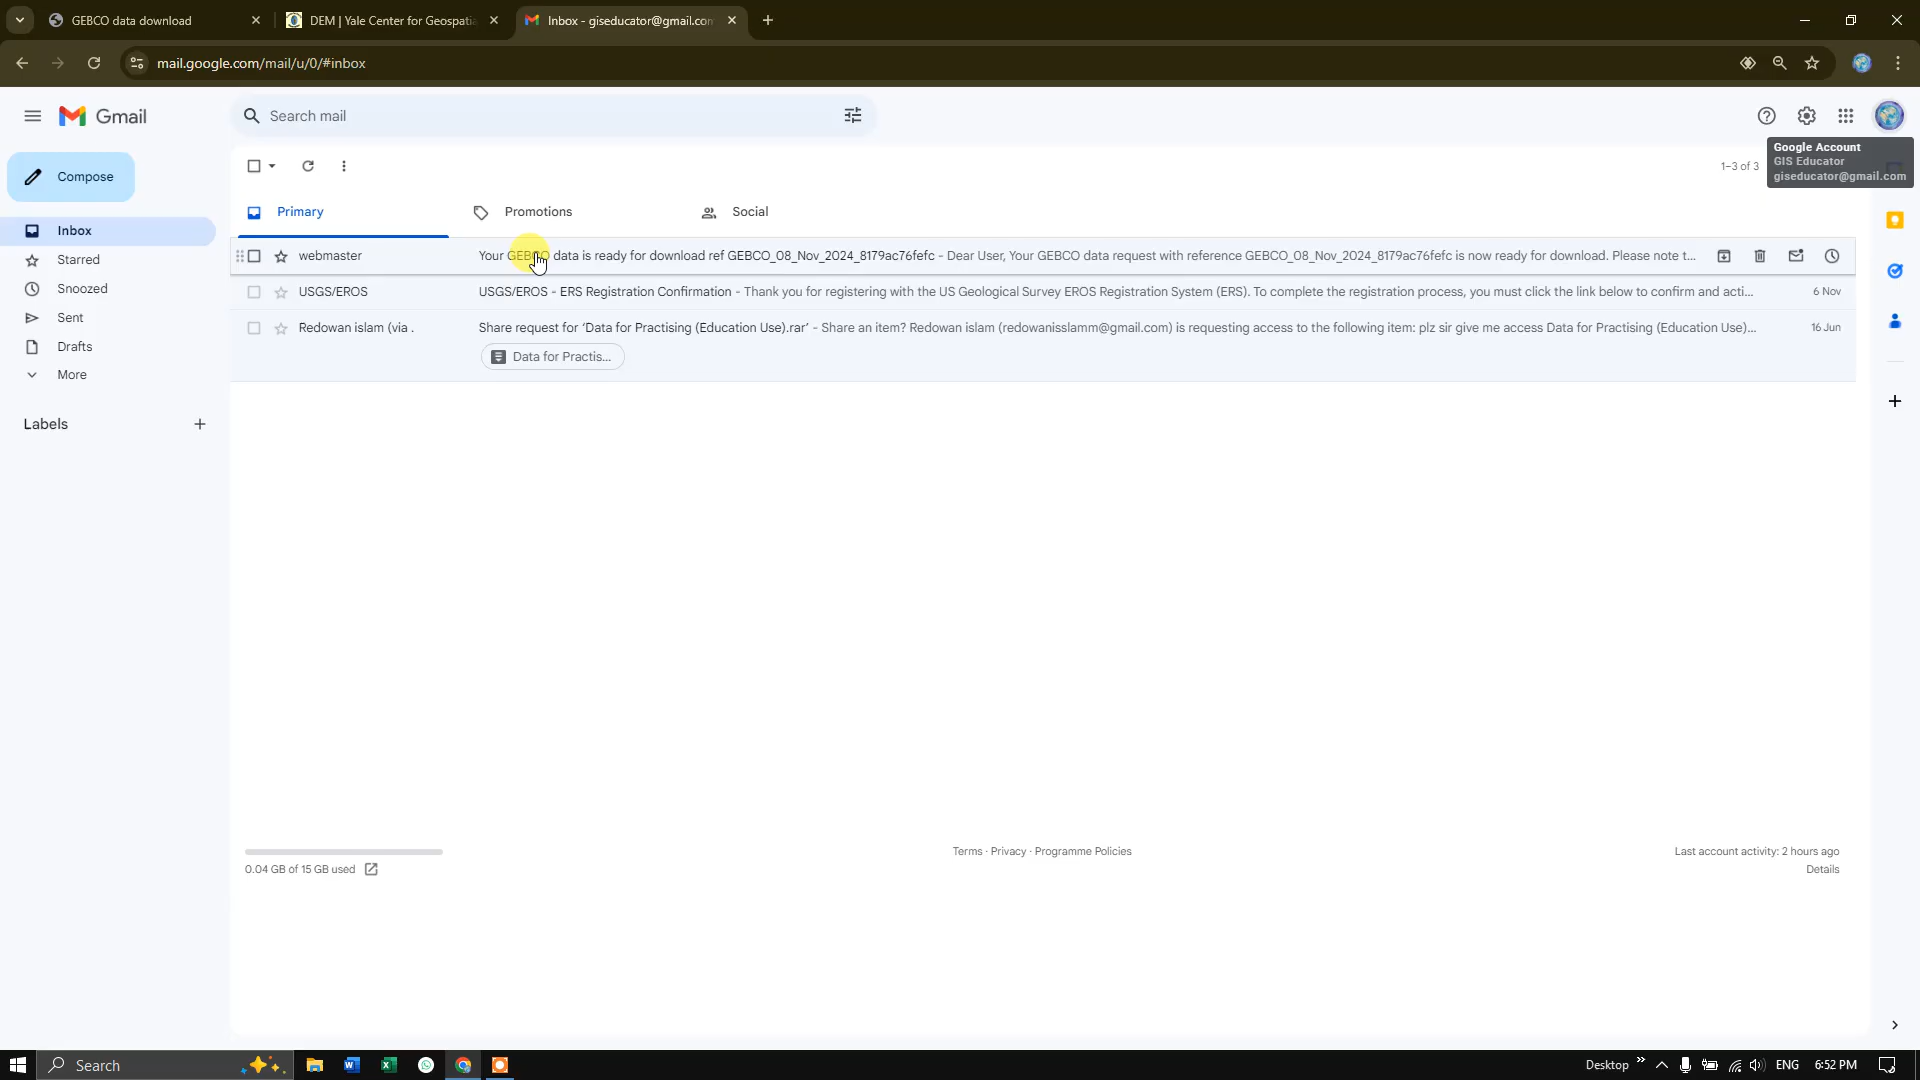 GEBCO data download
DEM | Yale Center for Geospatia
Inbox - giseducator@gmail.com
mail.google.com/mail/u/0/#inbox
Gmail
Search mail
Google Account
GIS Educator
giseducator@gmail.com
Compose
1–3 of 3
Primary
Promotions
Social
Inbox
Starred
Snoozed
Sent
Drafts
More
Labels
webmaster
Your GEBCO data is ready for download ref GEBCO_08_Nov_2024_8179ac76fefc - Dear User, Your GEBCO data request with reference GEBCO_08_Nov_2024_8179ac76fefc is now ready for download. Please note t...
USGS/EROS
USGS/EROS - ERS Registration Confirmation - Thank you for registering with the US Geological Survey EROS Registration System (ERS). To complete the registration process, you must click the link below to confirm and acti...
6 Nov
Redowan islam (via .
Share request for ‘Data for Practising (Education Use).rar’ - Share an item? Redowan islam (redowanisslamm@gmail.com) is requesting access to the following item: plz sir give me access Data for Practising (Education Use)...
16 Jun
Data for Practis...
0.04 GB of 15 GB used
Terms · Privacy · Programme Policies
Last account activity: 2 hours ago
Details
Search
Desktop
ENG
6:52 PM